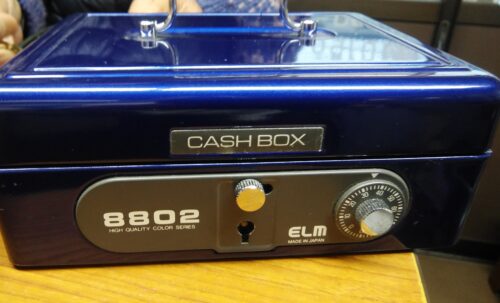 CASH BOX
8802
HIGH QUALITY COLOR SERIES
ELM
MADE IN JAPAN